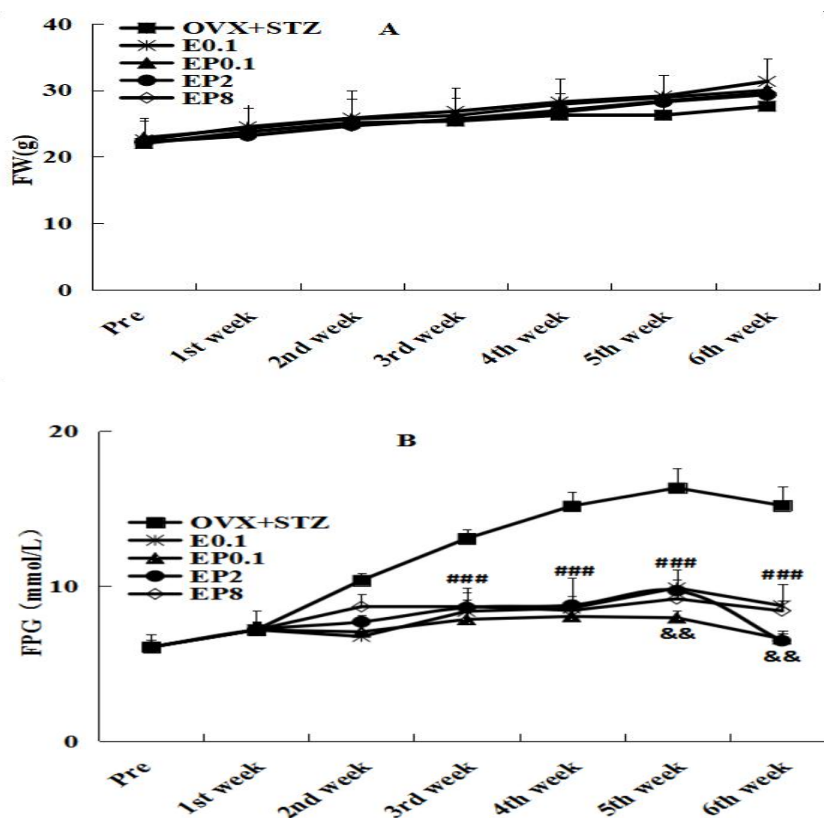 A
OVX+STZ
E0.1
EP0.1
EP2
EP8
FW(g)
40
30
20
10
0
Pre
1st week
2nd week
3rd week
4th week
5th week
6th week
B
OVX+STZ
E0.1
EP0.1
EP2
EP8
FPG (mmol/L)
20
10
0
### ### ### ###
&& &&
Pre
1st week
2nd week
3rd week
4th week
5th week
6th week